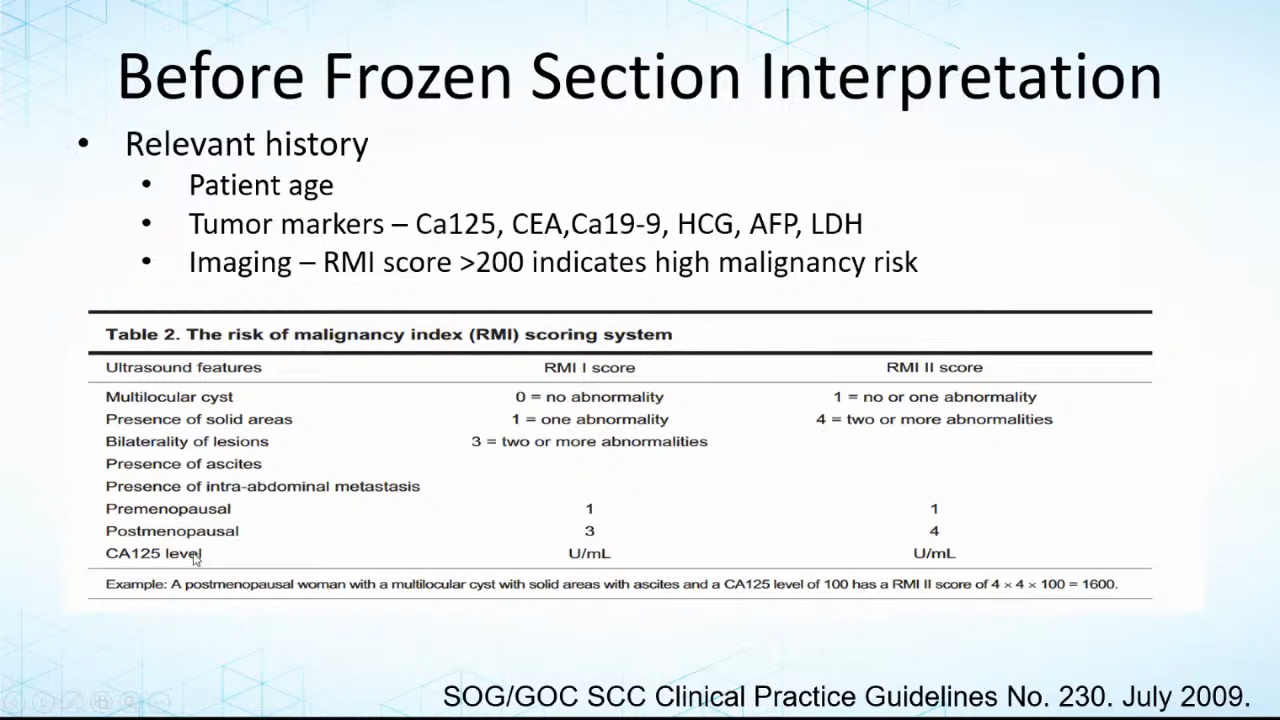 Before Frozen Section Interpretation
• Relevant history
• Patient age
• Tumor markers – Ca125, CEA,Ca19-9, HCG, AFP, LDH
• Imaging – RMI score >200 indicates high malignancy risk
Table 2. The risk of malignancy index (RMI) scoring system
Ultrasound features RMI I score RMI II score
Multilocular cyst 0 = no abnormality 1 = no or one abnormality
Presence of solid areas 1 = one abnormality 4 = two or more abnormalities
Bilaterality of lesions 3 = two or more abnormalities
Presence of ascites
Presence of intra-abdominal metastasis
Premenopausal 1 1
Postmenopausal 3 4
CA125 level U/mL U/mL
Example: A postmenopausal woman with a multilocular cyst with solid areas with ascites and a CA125 level of 100 has a RMI II score of 4 × 4 × 100 = 1600.
SOG/GOC SCC Clinical Practice Guidelines No. 230. July 2009.